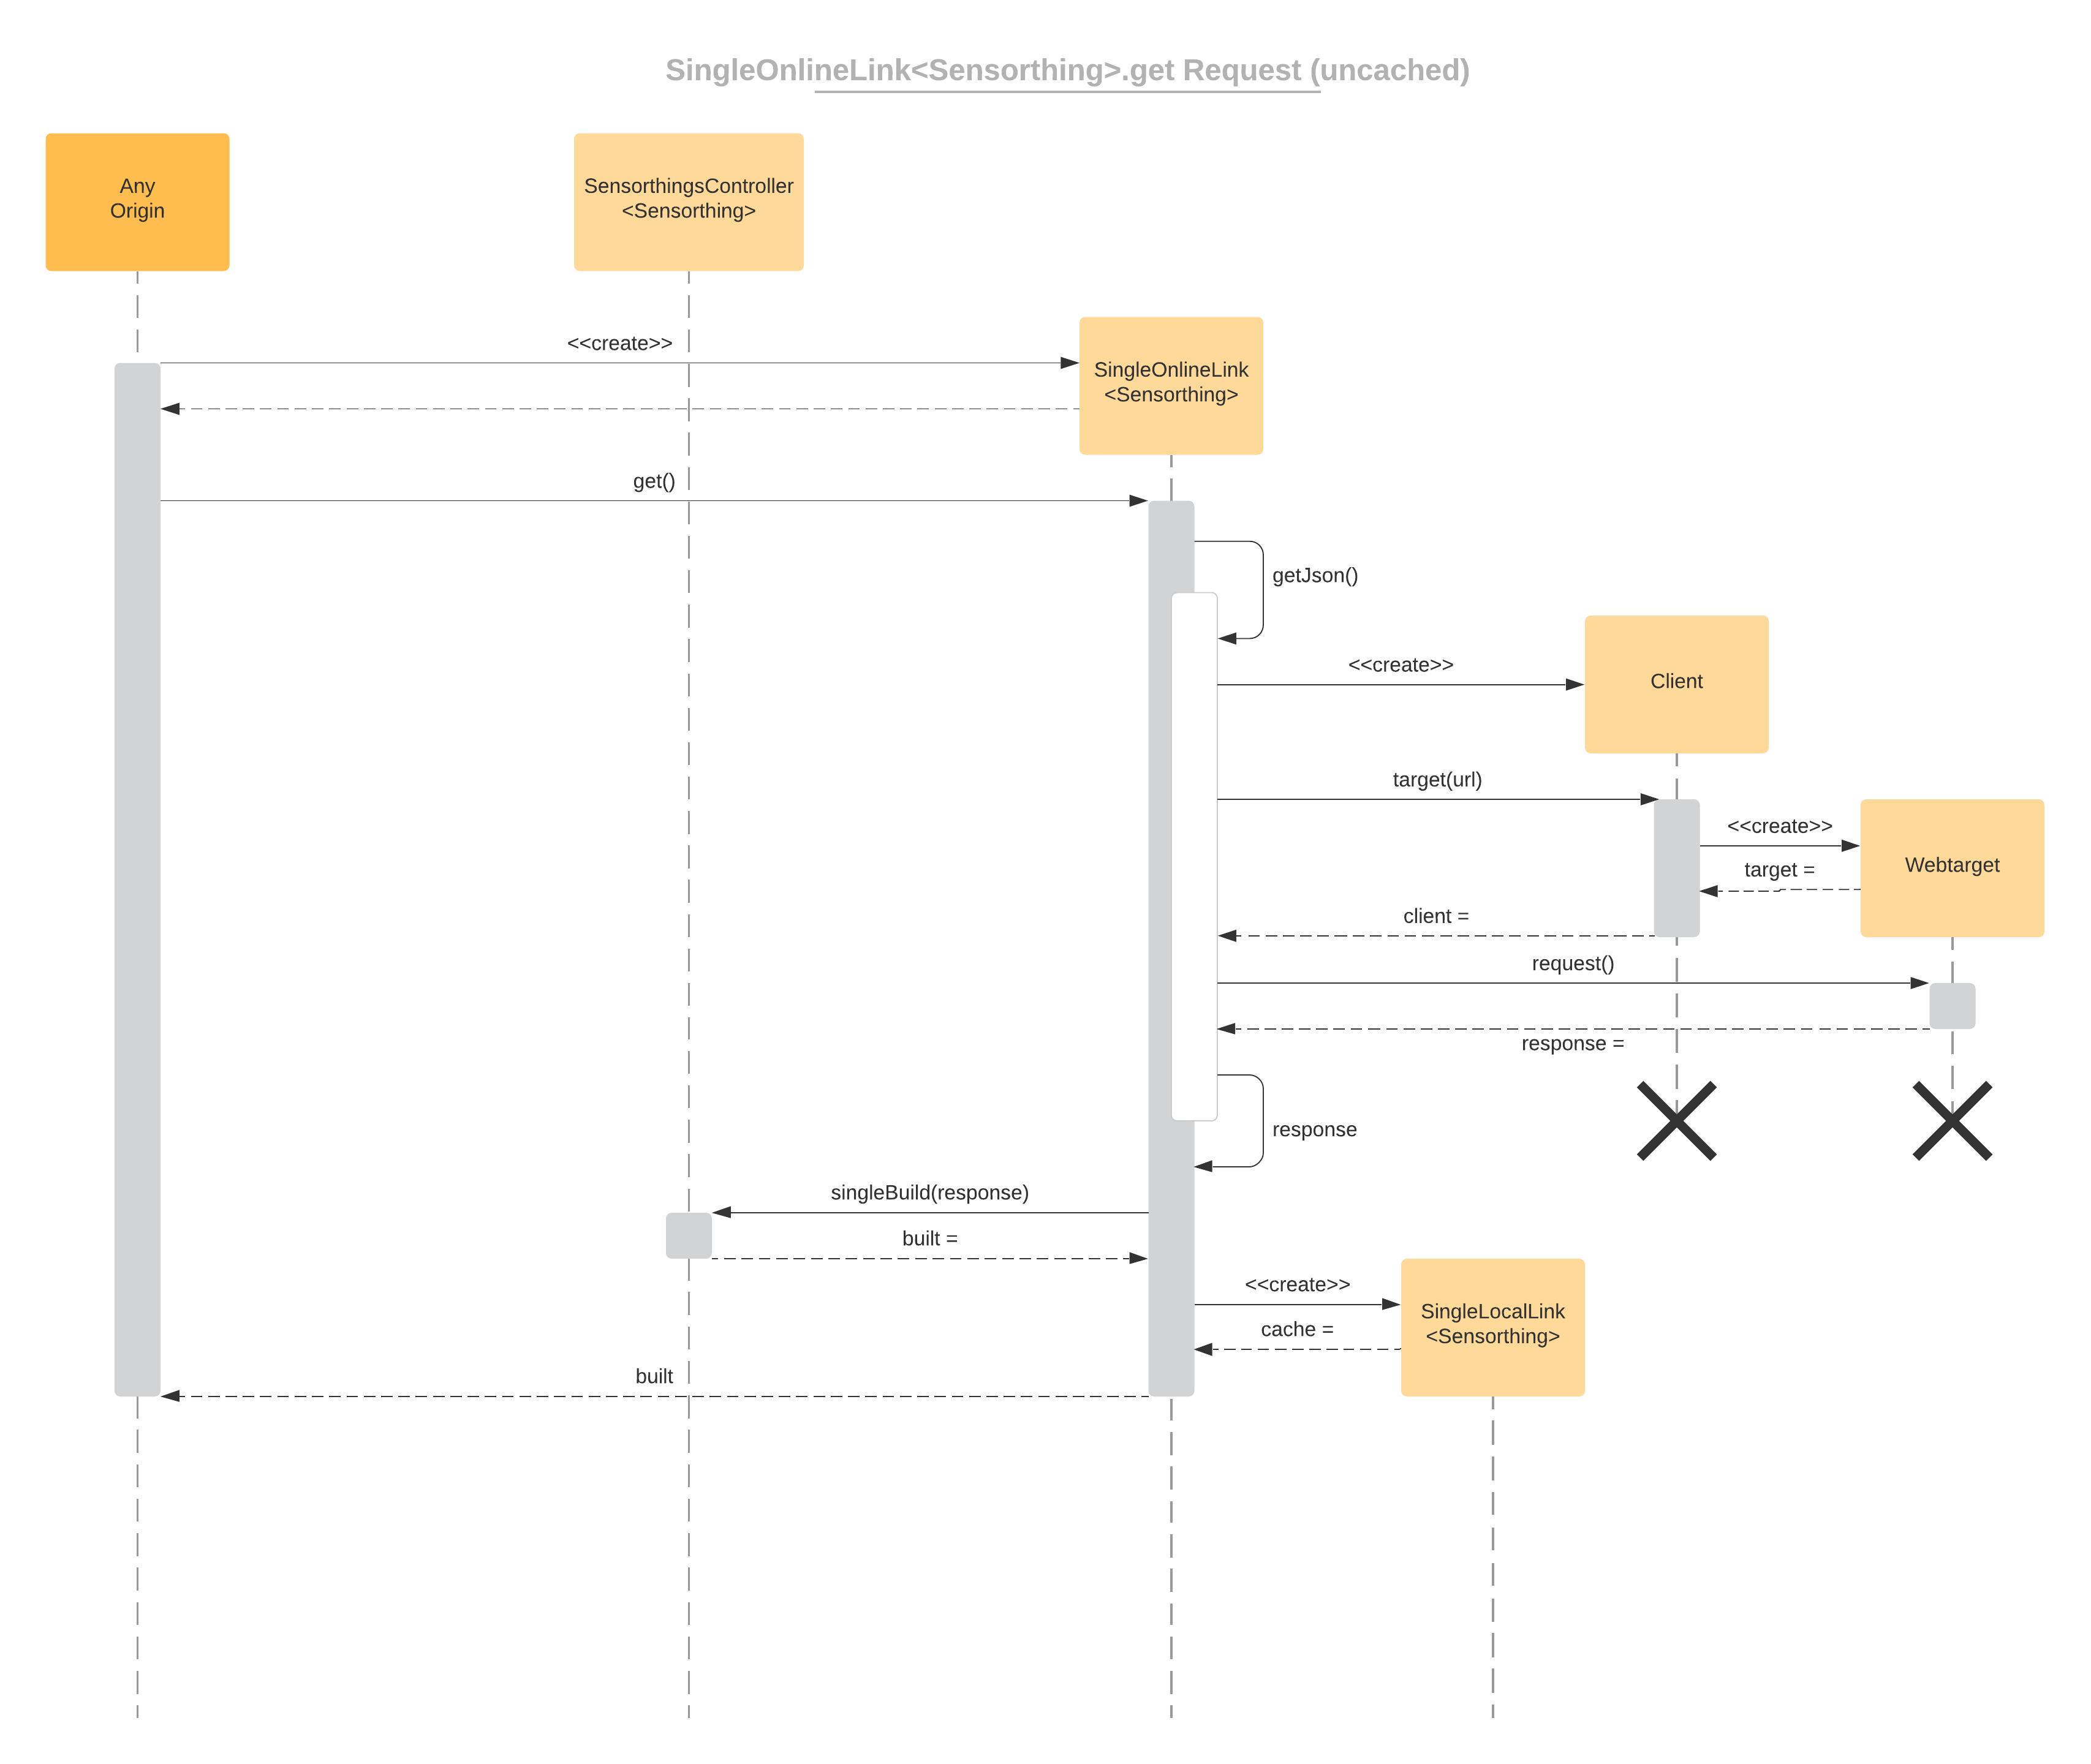 SingleOnlineLink<Sensorthing>.get Request (uncached)
Any
Origin
SensorthingsController
<Sensorthing>
<<create>>
SingleOnlineLink
<Sensorthing>
get()
getJson()
<<create>>
Client
target(url)
<<create>>
target =
Webtarget
client =
request()
response =
response
singleBuild(response)
built =
<<create>>
cache =
SingleLocalLink
<Sensorthing>
built